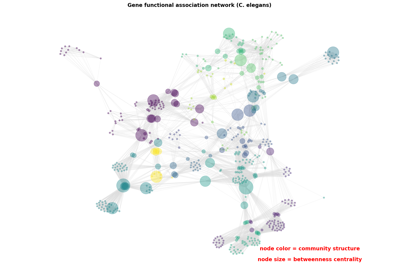 Gene functional association network (C. elegans)
node color = community structure
node size = betweenness centrality